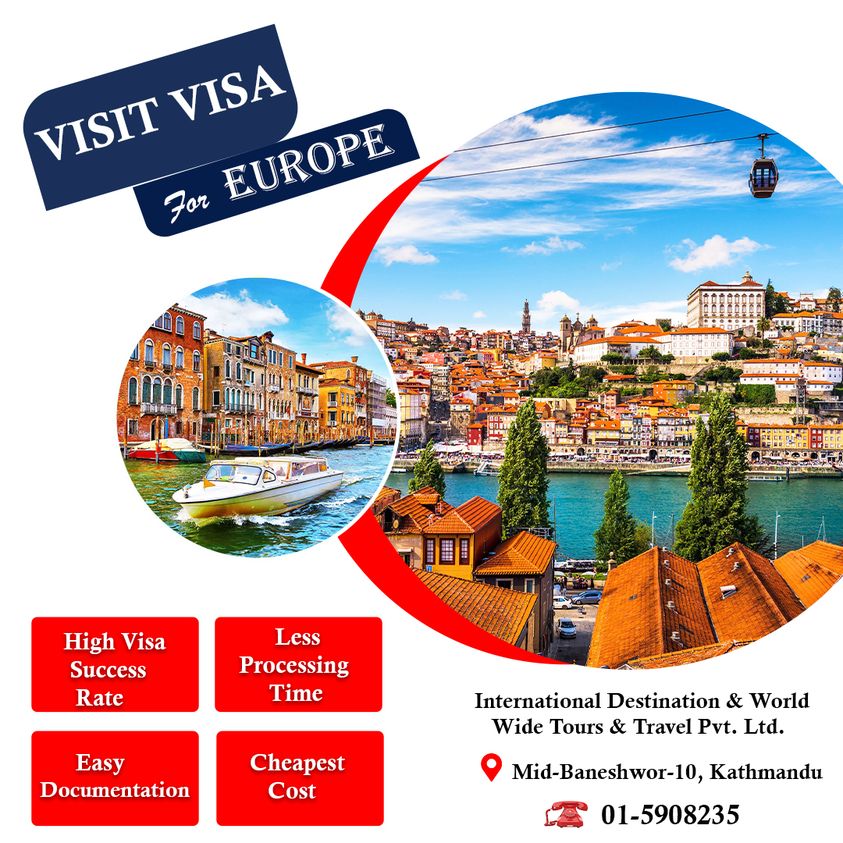 VISIT VISA
For EUROPE
High Visa
Success
Rate
Less
Processing
Time
Easy
Documentation
Cheapest
Cost
International Destination & World
Wide Tours & Travel Pvt. Ltd.
Mid-Baneshwor-10, Kathmandu
01-5908235